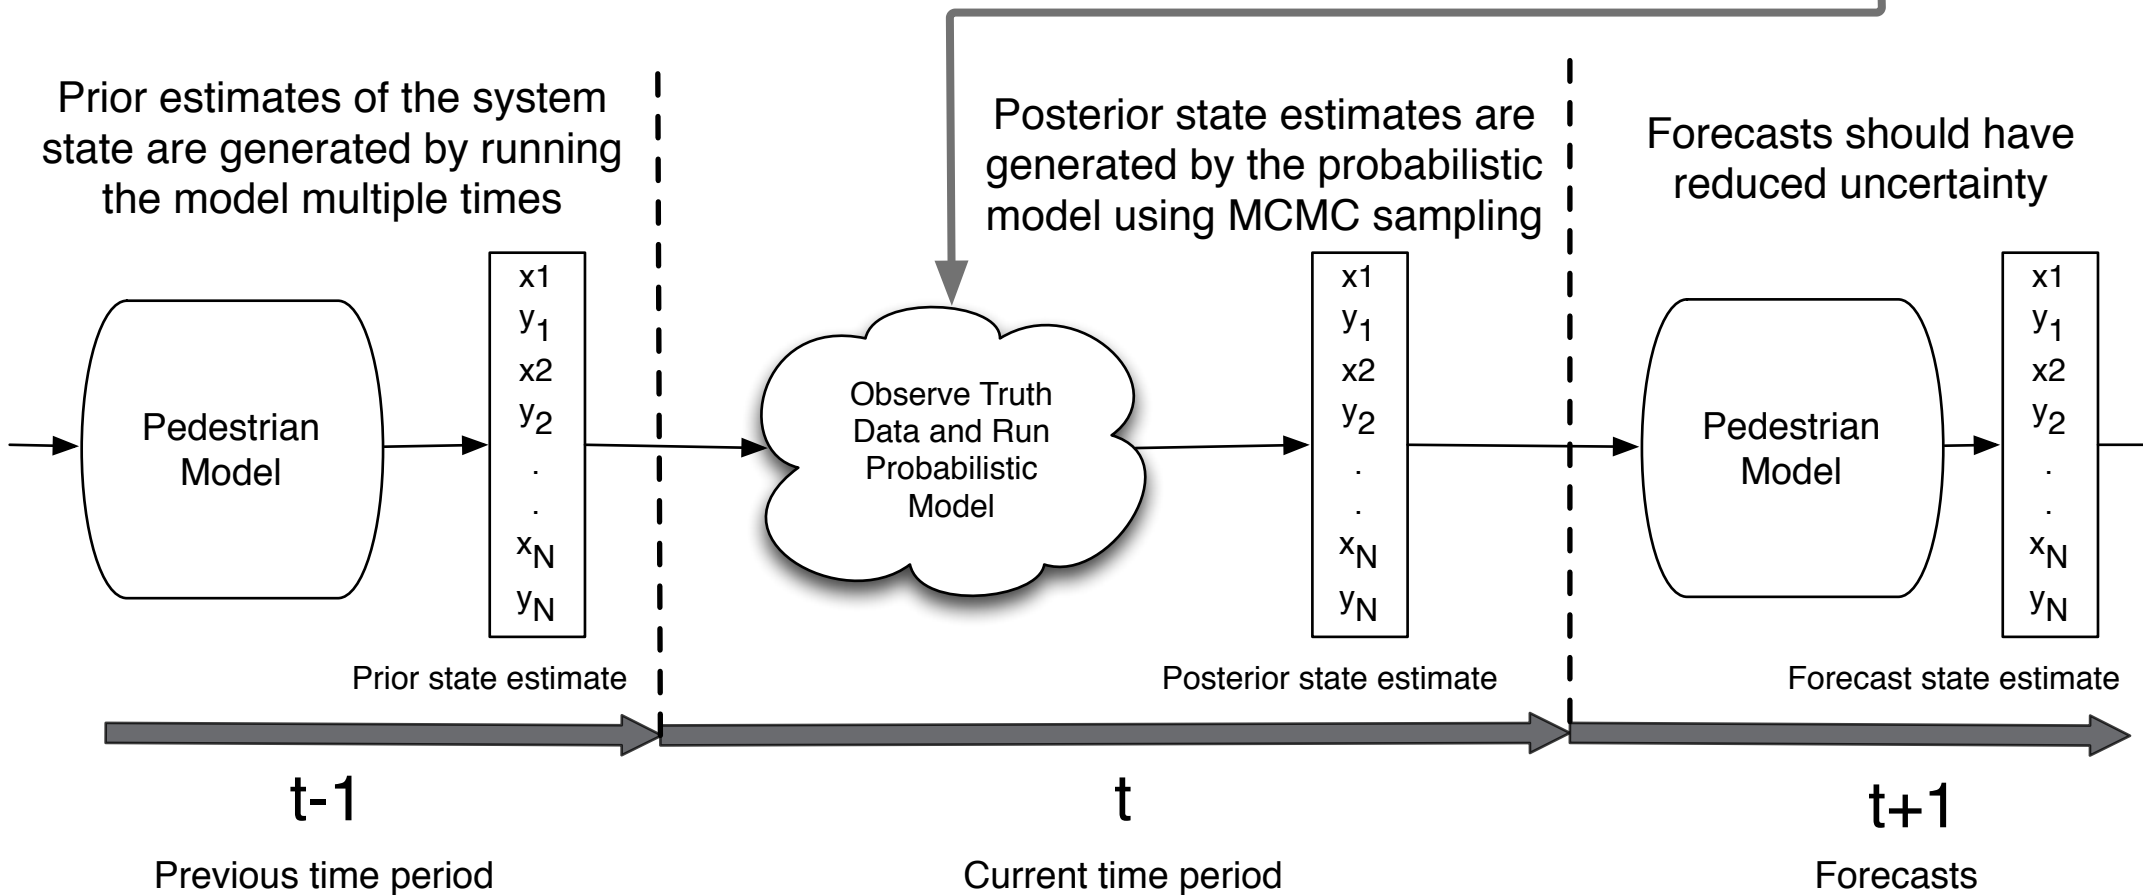 Prior estimates of the system
state are generated by running
the model multiple times
Posterior state estimates are
generated by the probabilistic
model using MCMC sampling
Forecasts should have
reduced uncertainty
Pedestrian
Model
x1
y1
x2
y2
.
.
xN
yN
Observe Truth
Data and Run
Probabilistic
Model
x1
y1
x2
y2
.
.
xN
yN
Pedestrian
Model
x1
y1
x2
y2
.
.
xN
yN
Prior state estimate
Posterior state estimate
Forecast state estimate
t-1
t
t+1
Previous time period
Current time period
Forecasts